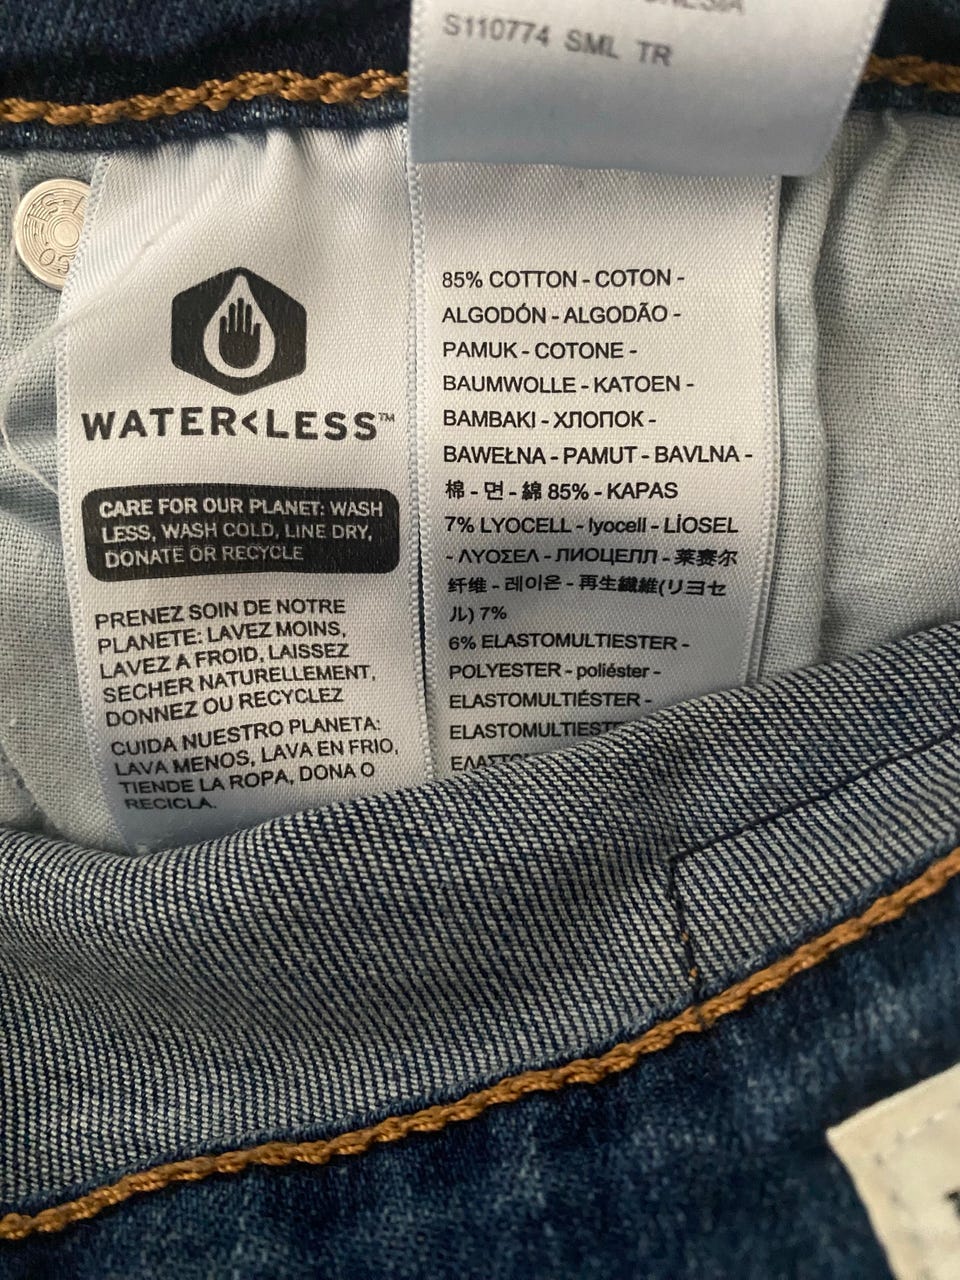 S110774 SML TR
WATER<LESS™
CARE FOR OUR PLANET: WASH
LESS, WASH COLD, LINE DRY,
DONATE OR RECYCLE
PRENEZ SOIN DE NOTRE
PLANETE: LAVEZ MOINS,
LAVEZ A FROID, LAISSEZ
SECHER NATURELLEMENT,
DONNEZ OU RECYCLEZ
CUIDA NUESTRO PLANETA:
LAVA MENOS, LAVA EN FRIO,
TIENDE LA ROPA, DONA O
RECICLA.
85% COTTON - COTON -
ALGODÓN - ALGODÃO -
PAMUK - COTONE -
BAUMWOLLE - KATOEN -
BAMBAKI - ХЛОПОК -
BAWEŁNA - PAMUT - BAVLNA -
棉 - 면 - 綿 85% - KAPAS
7% LYOCELL - lyocell - LİOSEL
- ΛΥΟΣΕΛ - ЛИОЦЕЛЛ - 莱赛尔
纤维 - 레이온 - 再生繊維(リヨセ
ル) 7%
6% ELASTOMULTIESTER -
POLYESTER - poliéster -
ELASTOMULTIÉSTER -